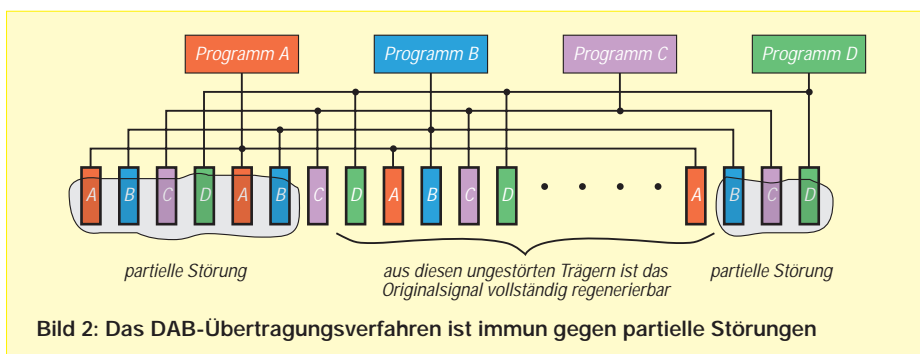 Programm A Programm B Programm C Programm D
A B C D A B C D A B C D A B C D
partielle Störung
aus diesen ungestörten Trägern ist das
Originalsignal vollständig regenerierbar
partielle Störung
Bild 2: Das DAB-Übertragungsverfahren ist immun gegen partielle Störungen